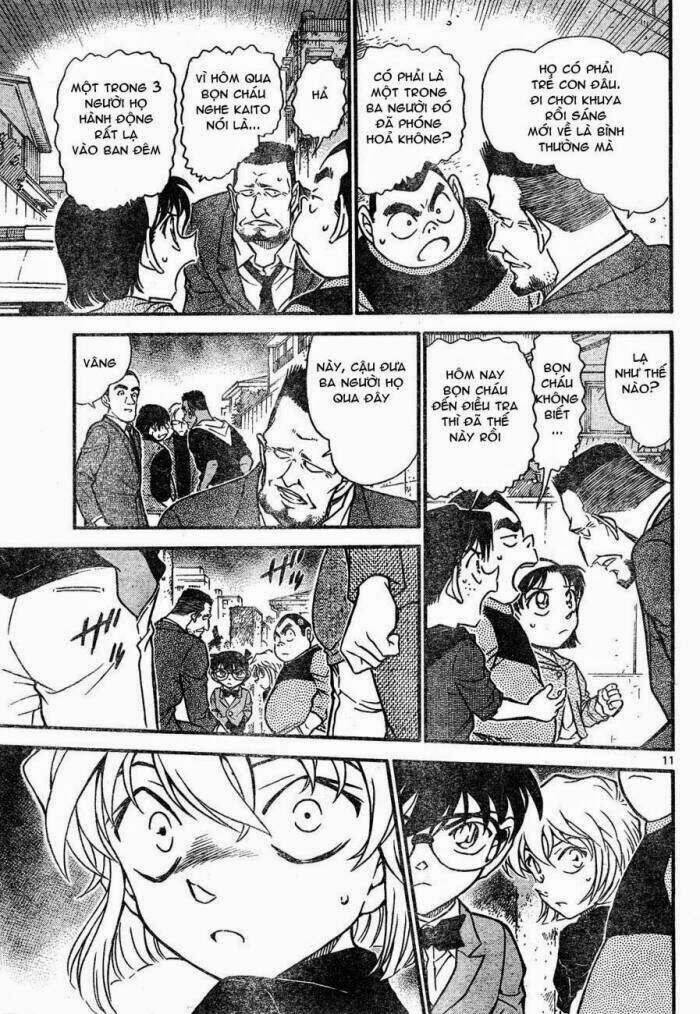 HỌ CÓ PHẢI
TRẺ CON ĐÂU.
ĐI CHƠI KHUYA
RỒI SÁNG
MỚI VỀ LÀ BÌNH
THƯỜNG MÀ
CÓ PHẢI LÀ
MỘT TRONG
BA NGƯỜI ĐÓ
ĐÃ PHÓNG
HOẢ KHÔNG?
HẢ
VÌ HÔM QUA
BỌN CHÁU
NGHE KAITO
NÓI LÀ...
MỘT TRONG 3
NGƯỜI HỌ
HÀNH ĐỘNG
RẤT LẠ
VÀO BAN ĐÊM
LẠ
NHƯ THẾ
NÀO?
BỌN
CHÁU
KHÔNG
BIẾT
...
HÔM NAY
BỌN CHÁU
ĐẾN ĐIỀU TRA
THÌ ĐÃ THẾ
NÀY RỒI
NÀY, CẬU ĐƯA
BA NGƯỜI HỌ
QUA ĐÂY
VÂNG
11